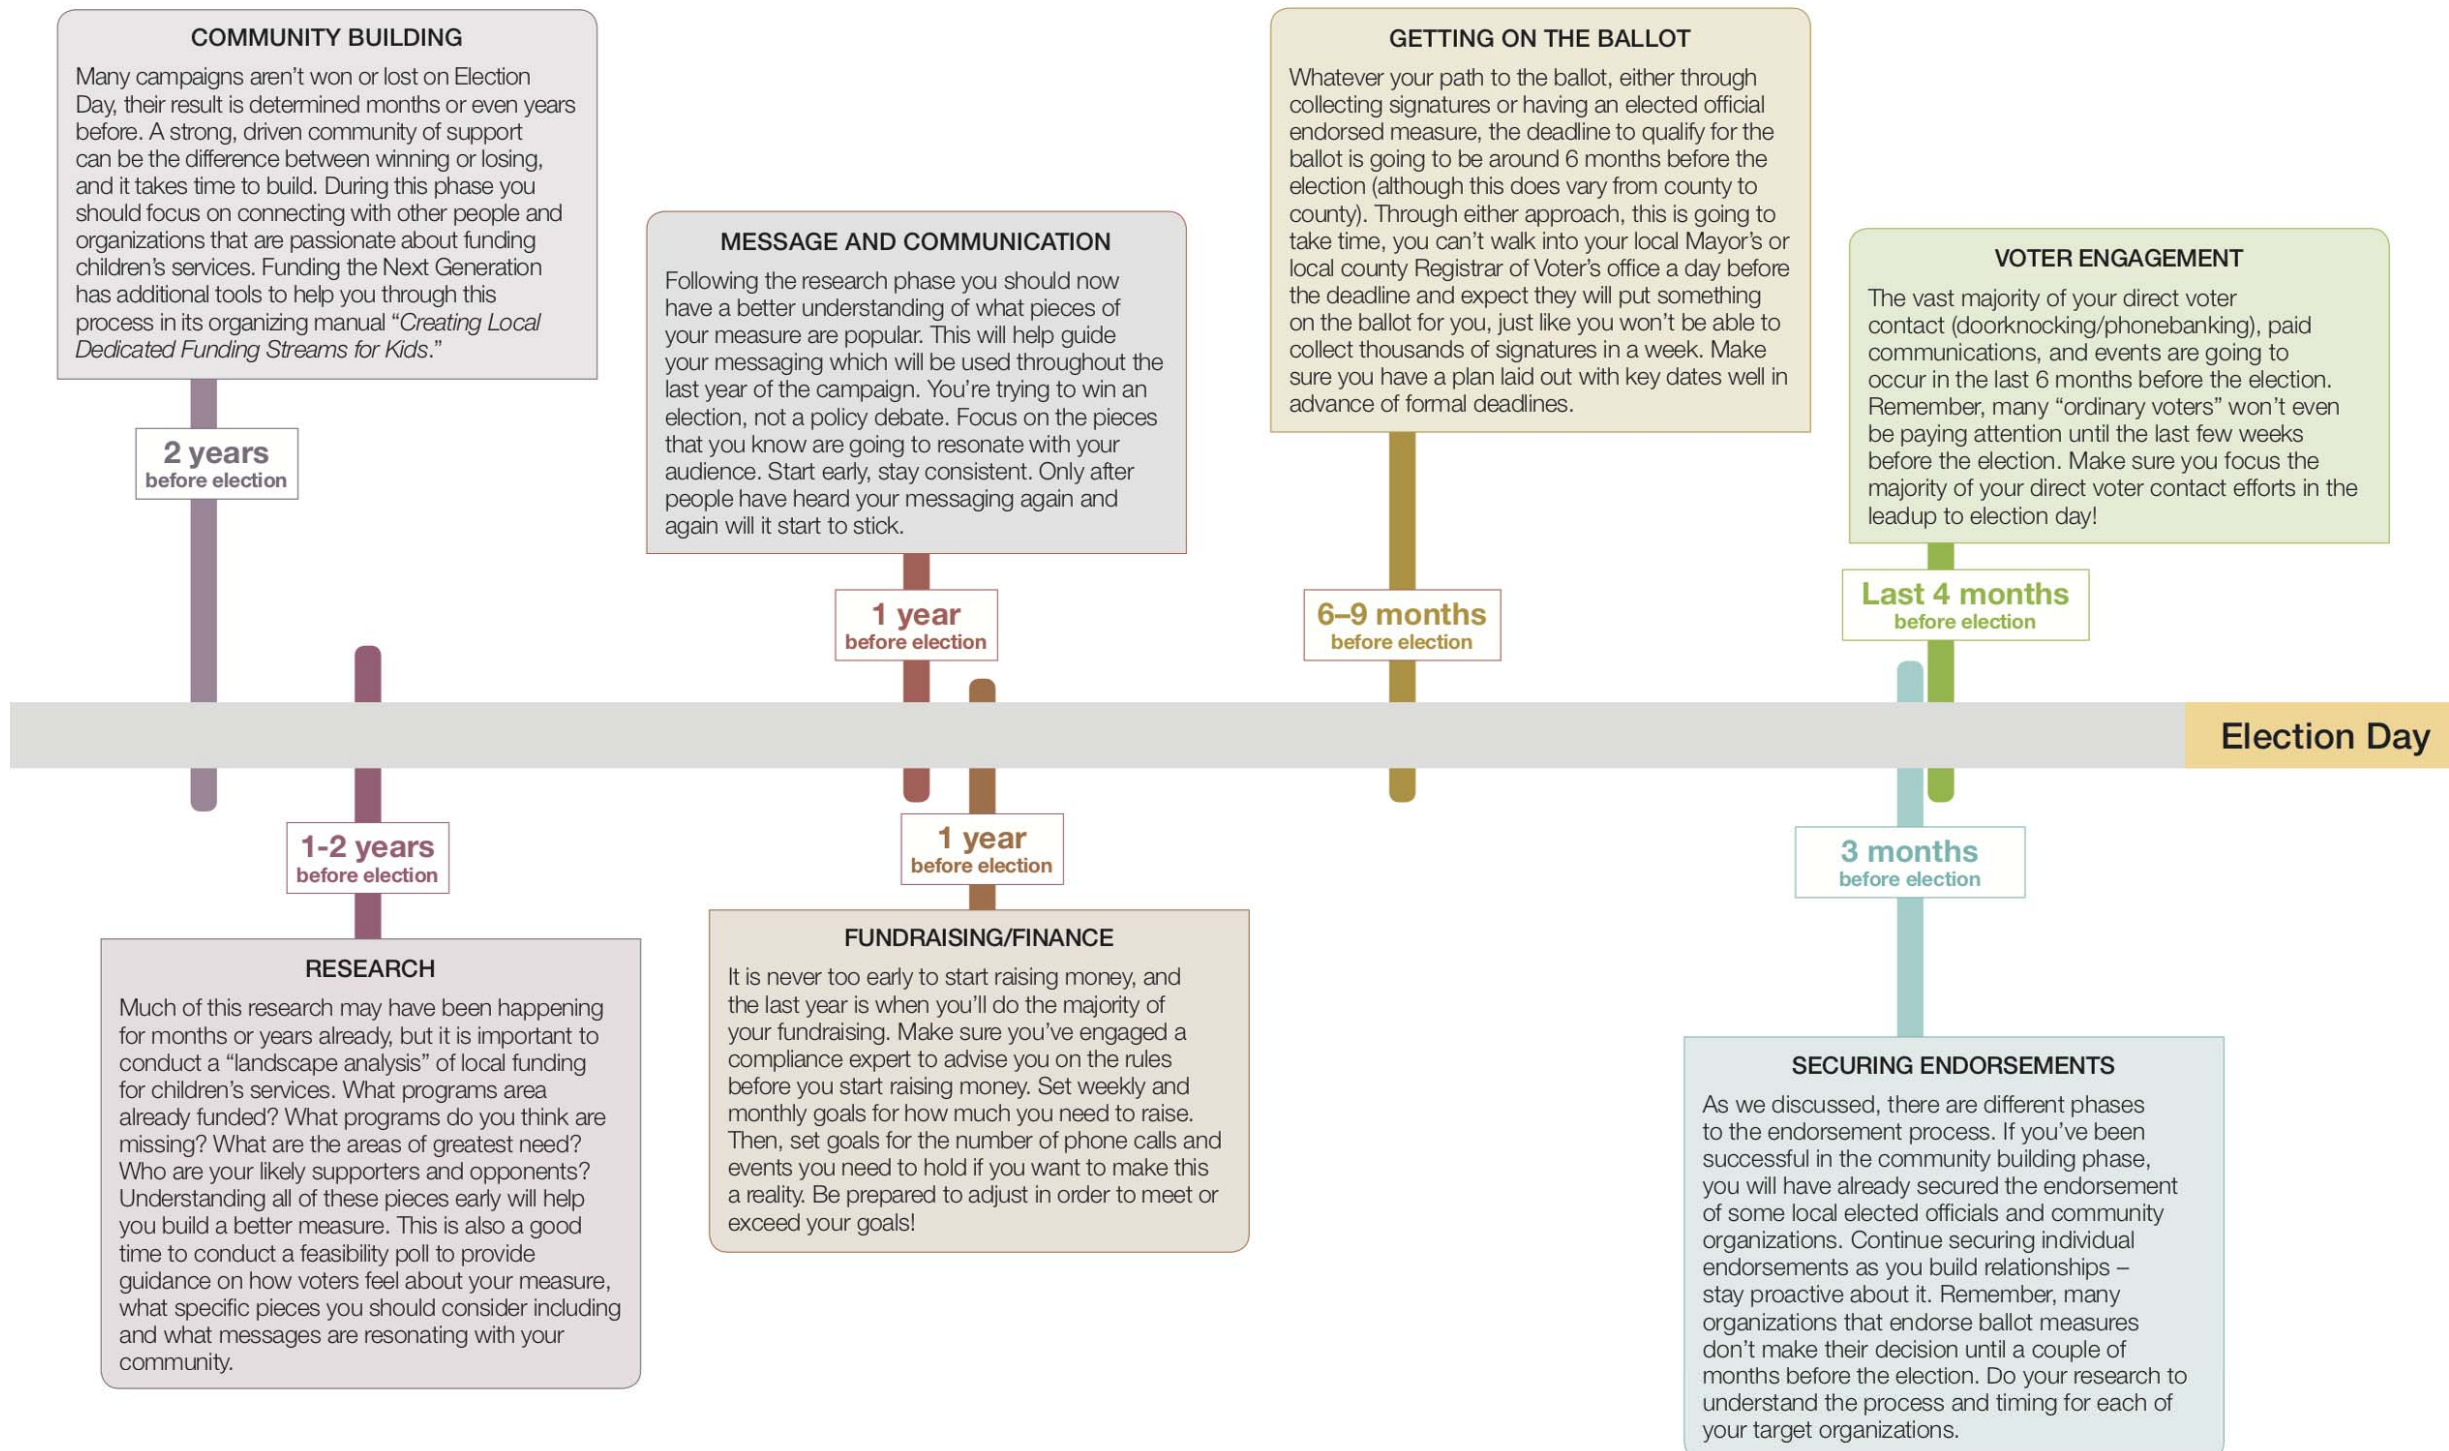 COMMUNITY BUILDING
Many campaigns aren’t won or lost on Election
Day, their result is determined months or even years
before. A strong, driven community of support
can be the difference between winning or losing,
and it takes time to build. During this phase you
should focus on connecting with other people and
organizations that are passionate about funding
children’s services. Funding the Next Generation
has additional tools to help you through this
process in its organizing manual “Creating Local
Dedicated Funding Streams for Kids.”
2 years
before election
1-2 years
before election
RESEARCH
Much of this research may have been happening
for months or years already, but it is important to
conduct a “landscape analysis” of local funding
for children’s services. What programs area
already funded? What programs do you think are
missing? What are the areas of greatest need?
Who are your likely supporters and opponents?
Understanding all of these pieces early will help
you build a better measure. This is also a good
time to conduct a feasibility poll to provide
guidance on how voters feel about your measure,
what specific pieces you should consider including
and what messages are resonating with your
community.
MESSAGE AND COMMUNICATION
Following the research phase you should now
have a better understanding of what pieces of
your measure are popular. This will help guide
your messaging which will be used throughout the
last year of the campaign. You’re trying to win an
election, not a policy debate. Focus on the pieces
that you know are going to resonate with your
audience. Start early, stay consistent. Only after
people have heard your messaging again and
again will it start to stick.
1 year
before election
1 year
before election
FUNDRAISING/FINANCE
It is never too early to start raising money, and
the last year is when you’ll do the majority of
your fundraising. Make sure you’ve engaged a
compliance expert to advise you on the rules
before you start raising money. Set weekly and
monthly goals for how much you need to raise.
Then, set goals for the number of phone calls and
events you need to hold if you want to make this
a reality. Be prepared to adjust in order to meet or
exceed your goals!
GETTING ON THE BALLOT
Whatever your path to the ballot, either through
collecting signatures or having an elected official
endorsed measure, the deadline to qualify for the
ballot is going to be around 6 months before the
election (although this does vary from county to
county). Through either approach, this is going to
take time, you can’t walk into your local Mayor’s or
local county Registrar of Voter’s office a day before
the deadline and expect they will put something
on the ballot for you, just like you won’t be able to
collect thousands of signatures in a week. Make
sure you have a plan laid out with key dates well in
advance of formal deadlines.
6–9 months
before election
VOTER ENGAGEMENT
The vast majority of your direct voter
contact (doorknocking/phonebanking), paid
communications, and events are going to
occur in the last 6 months before the election.
Remember, many “ordinary voters” won’t even
be paying attention until the last few weeks
before the election. Make sure you focus the
majority of your direct voter contact efforts in the
leadup to election day!
Last 4 months
before election
Election Day
3 months
before election
SECURING ENDORSEMENTS
As we discussed, there are different phases
to the endorsement process. If you’ve been
successful in the community building phase,
you will have already secured the endorsement
of some local elected officials and community
organizations. Continue securing individual
endorsements as you build relationships –
stay proactive about it. Remember, many
organizations that endorse ballot measures
don’t make their decision until a couple of
months before the election. Do your research to
understand the process and timing for each of
your target organizations.